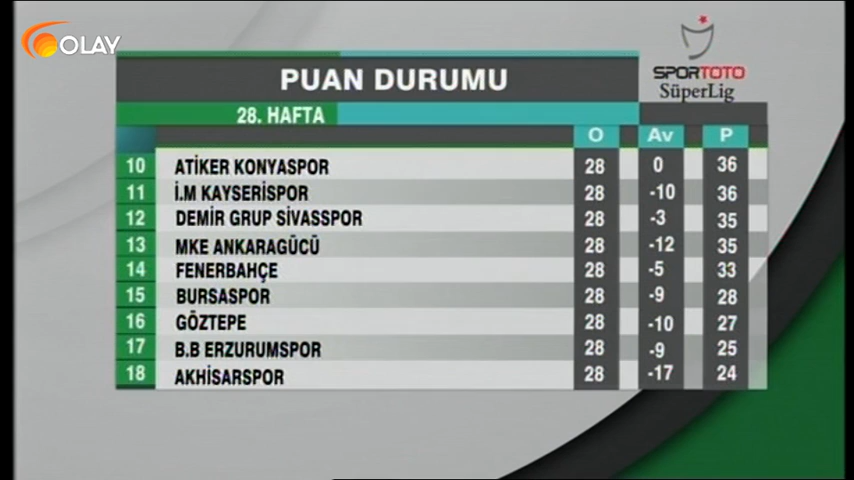 OLAY
SPORTOTO
SüperLig
PUAN DURUMU
28. HAFTA
O Av P
10 ATİKER KONYASPOR 28 0 36
11 İ.M KAYSERİSPOR 28 -10 36
12 DEMİR GRUP SİVASSPOR 28 -3 35
13 MKE ANKARAGÜCÜ 28 -12 35
14 FENERBAHÇE 28 -5 33
15 BURSASPOR 28 -9 28
16 GÖZTEPE 28 -10 27
17 B.B ERZURUMSPOR 28 -9 25
18 AKHİSARSPOR 28 -17 24